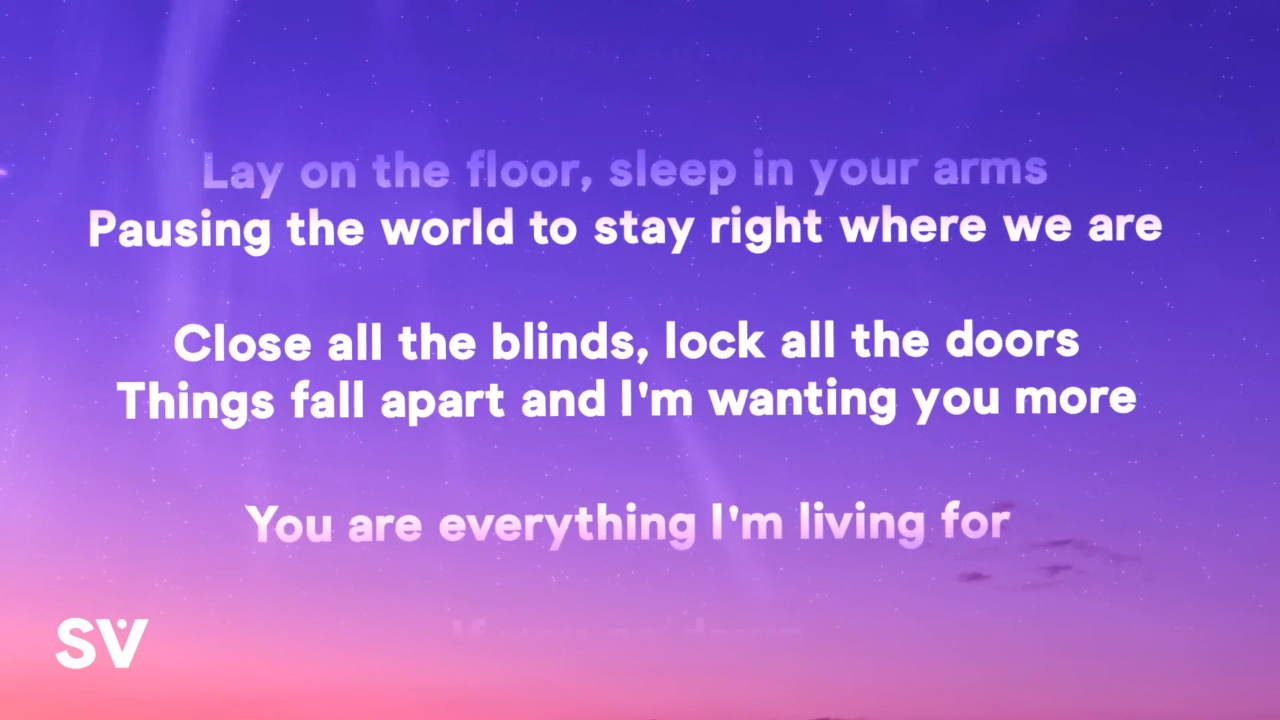 Lay on the floor, sleep in your arms
Pausing the world to stay right where we are
Close all the blinds, lock all the doors
Things fall apart and I'm wanting you more
You are everything I'm living for
SV